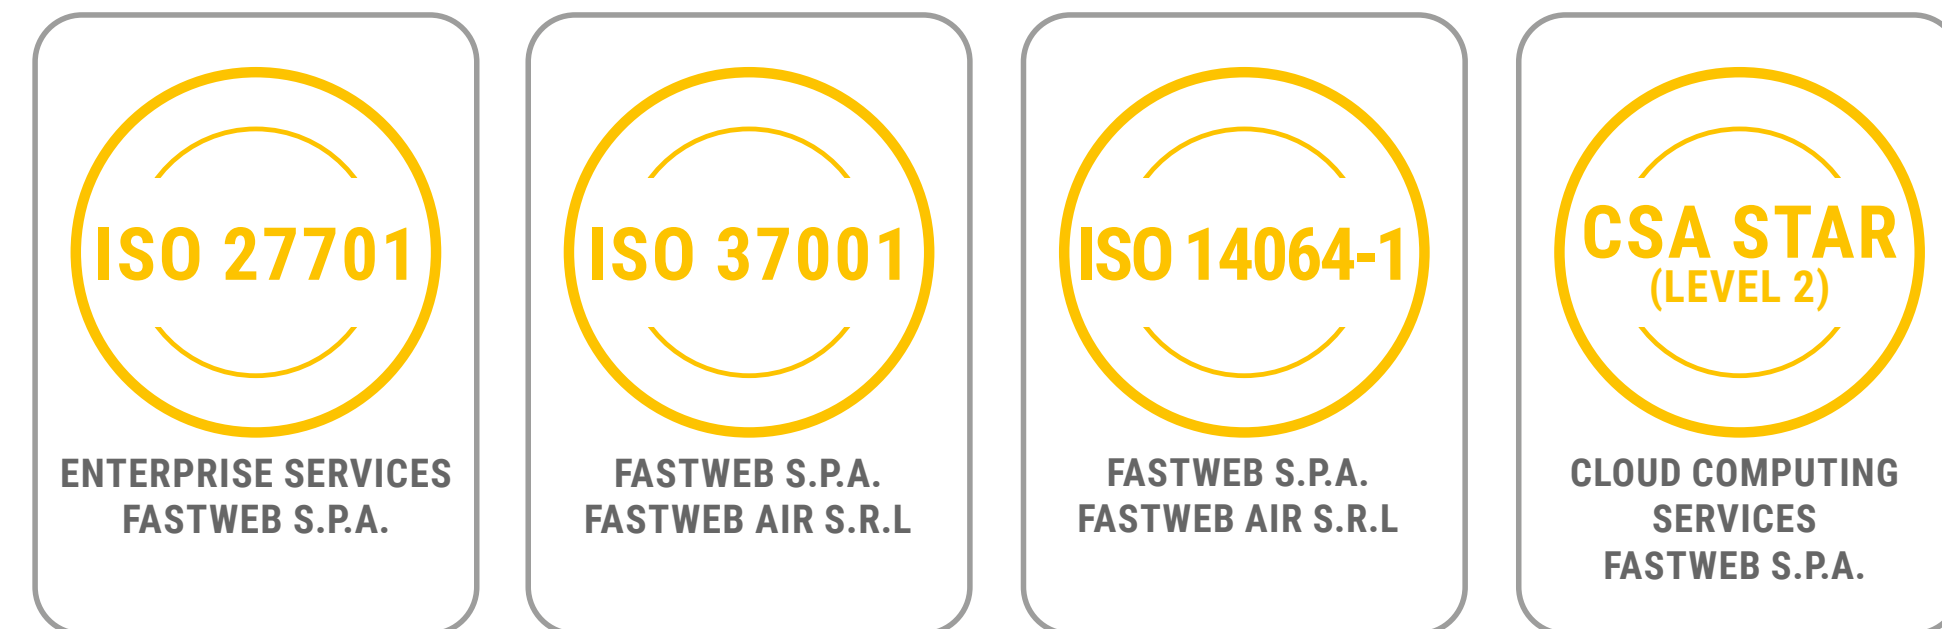 ISO 27701
ENTERPRISE SERVICES
FASTWEB S.P.A.
ISO 37001
FASTWEB S.P.A.
FASTWEB AIR S.R.L
ISO 14064-1
FASTWEB S.P.A.
FASTWEB AIR S.R.L
CSA STAR
(LEVEL 2)
CLOUD COMPUTING
SERVICES
FASTWEB S.P.A.